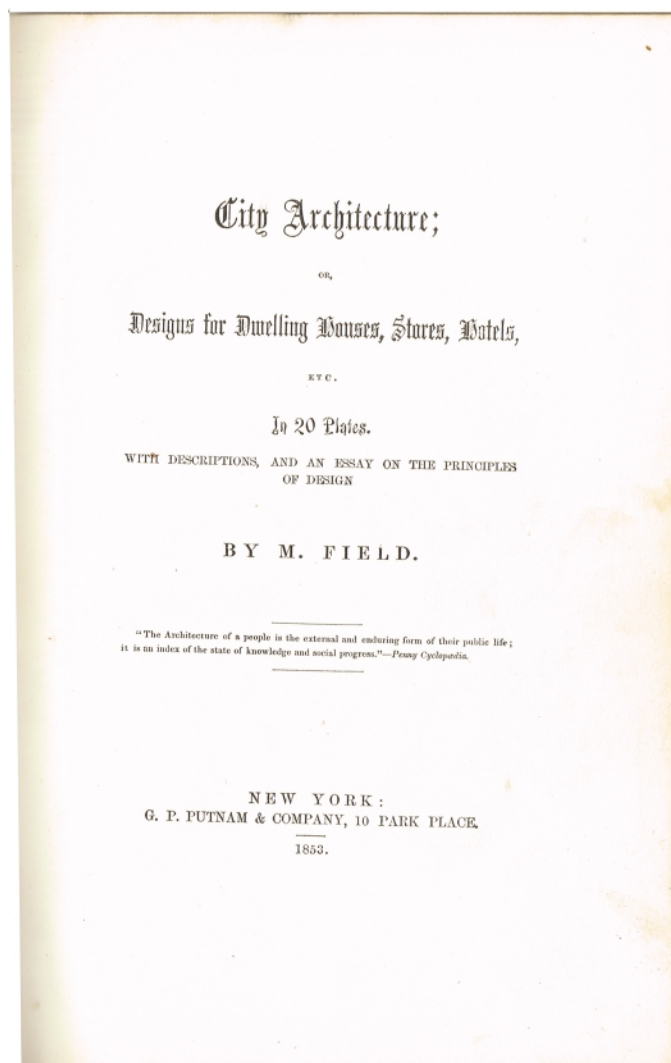 City Architecture;
OR,
Designs for Dwelling Houses, Stores, Hotels,
ETC.
In 20 Plates.
WITH DESCRIPTIONS, AND AN ESSAY ON THE PRINCIPLES
OF DESIGN
BY M. FIELD.
"The Architecture of a people is the external and enduring form of their public life;
it is an index of the state of knowledge and social progress."—Penny Cyclopædia.
NEW YORK:
G. P. PUTNAM & COMPANY, 10 PARK PLACE.
1853.